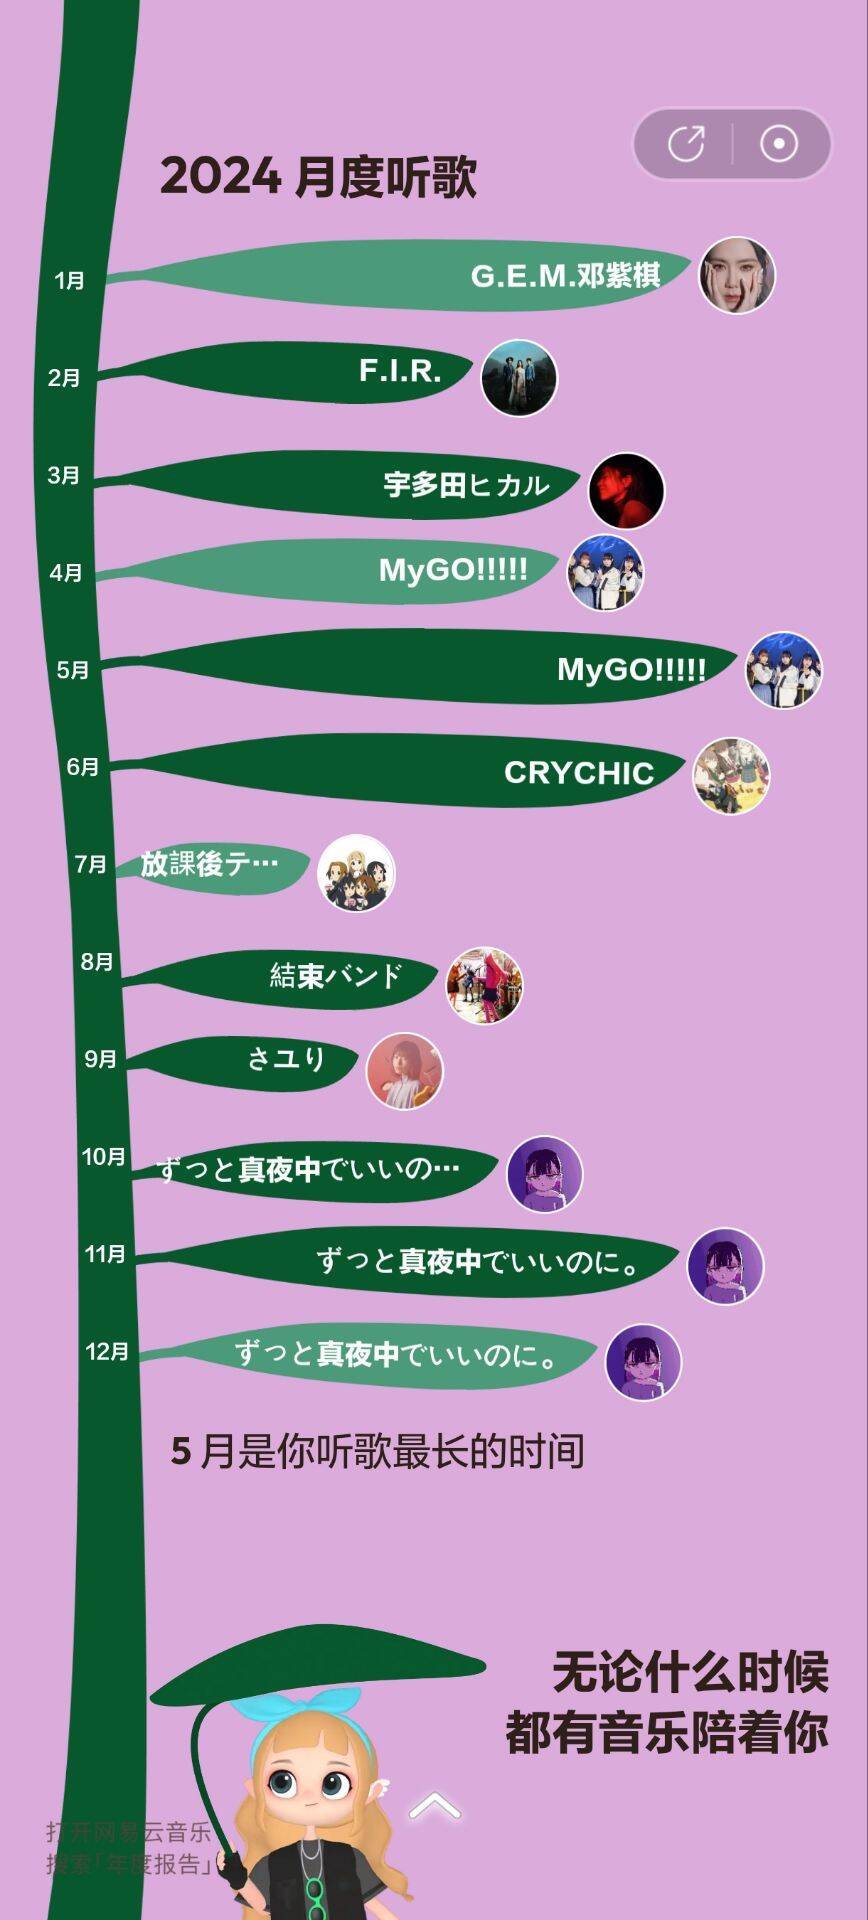 2024 月度听歌
1月
G.E.M.邓紫棋
2月
F.I.R.
3月
宇多田ヒカル
4月
MyGO!!!!!
5月
MyGO!!!!!
6月
CRYCHIC
7月
放課後テ…
8月
結束バンド
9月
さユり
10月
ずっと真夜中でいいの…
11月
ずっと真夜中でいいのに。
12月
ずっと真夜中でいいのに。
5 月是你听歌最长的时间
无论什么时候
都有音乐陪着你
打开网易云音乐
搜索「年度报告」